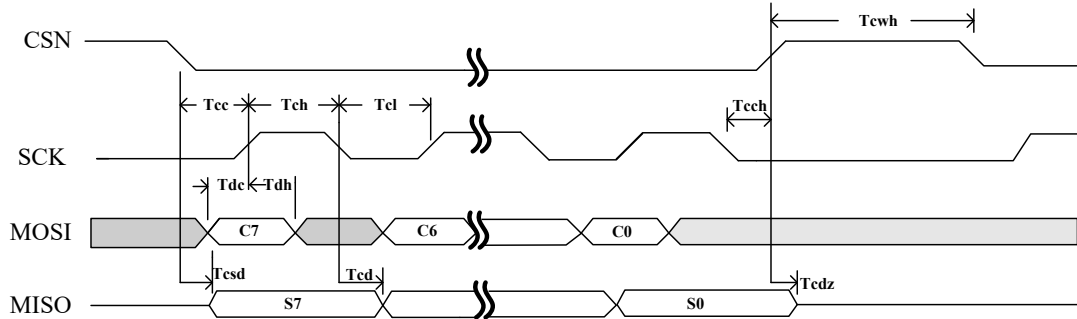 Tcwh
CSN
Tcc Tch Tcl
Tcch
SCK
Tdc Tdh
MOSI C7 C6 C0
Tcsd Tcd Tcdz
MISO S7 S0